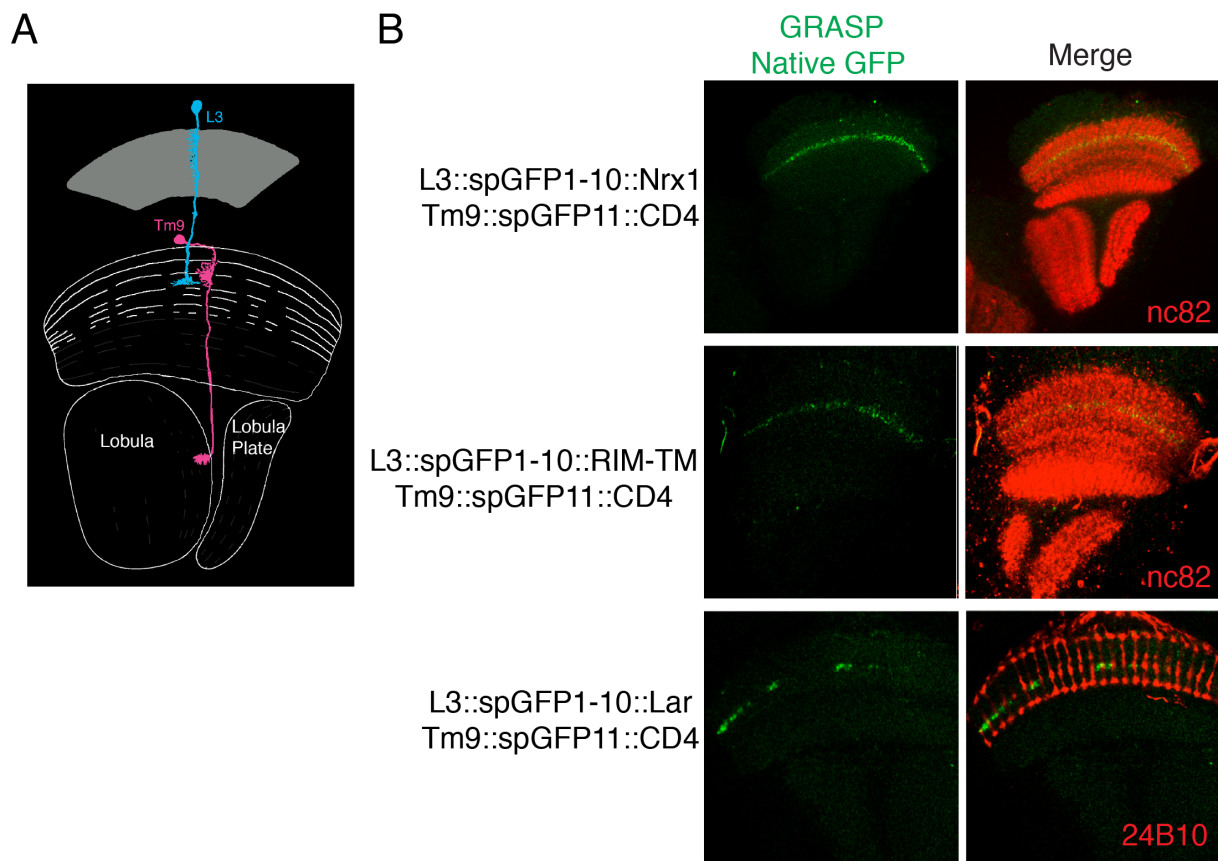 A
B
GRASP
Native GFP
Merge
L3
Tm9
Lobula
Lobula
Plate
L3::spGFP1-10::Nrx1
Tm9::spGFP11::CD4
nc82
L3::spGFP1-10::RIM-TM
Tm9::spGFP11::CD4
nc82
L3::spGFP1-10::Lar
Tm9::spGFP11::CD4
24B10